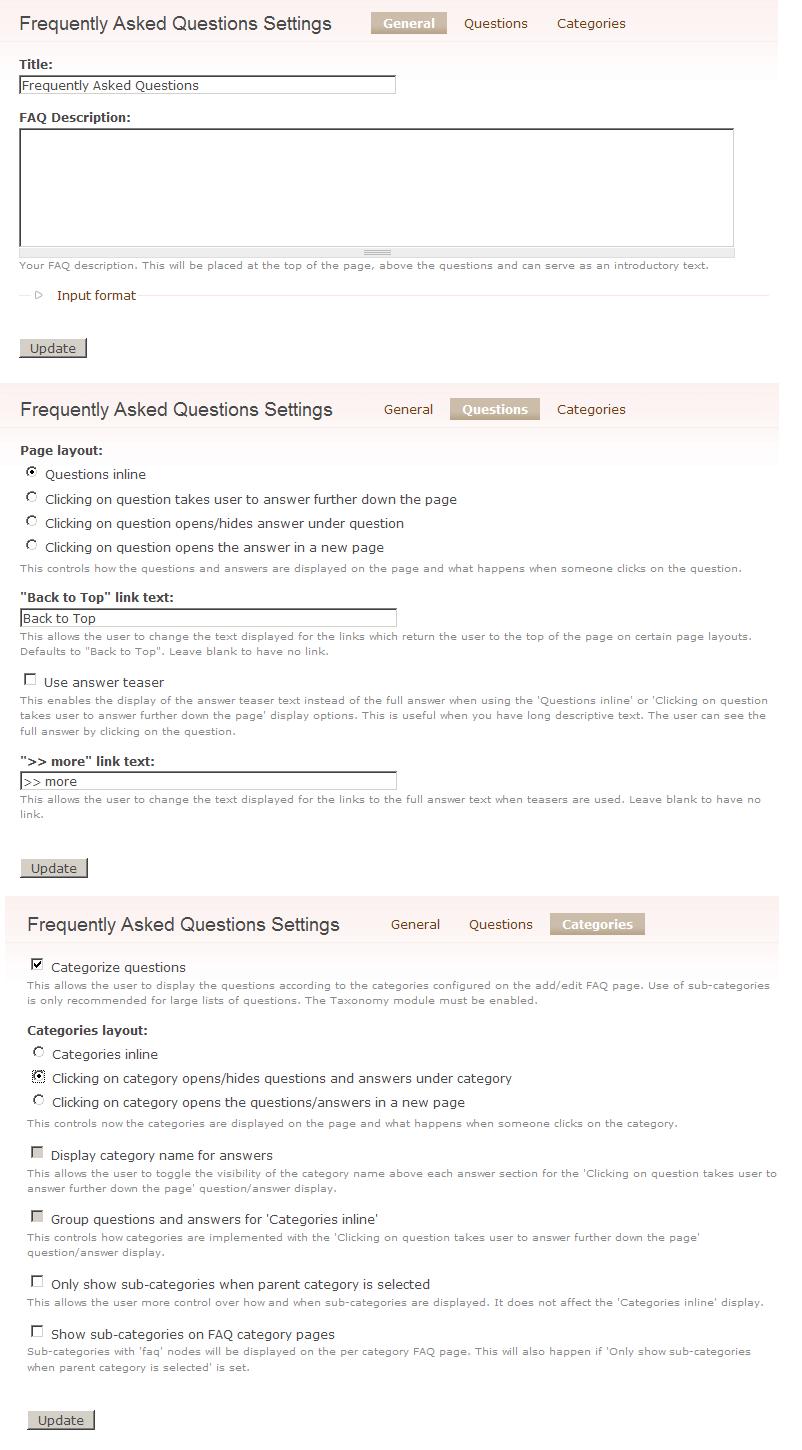 Frequently Asked Questions Settings General Questions Categories
Title:
Frequently Asked Questions
FAQ Description:
Your FAQ description. This will be placed at the top of the page, above the questions and can serve as an introductory text.
Input format
Update
Frequently Asked Questions Settings General Questions Categories
Page layout:
Questions inline
Clicking on question takes user to answer further down the page
Clicking on question opens/hides answer under question
Clicking on question opens the answer in a new page
This controls how the questions and answers are displayed on the page and what happens when someone clicks on the question.
"Back to Top" link text:
Back to Top
This allows the user to change the text displayed for the links which return the user to the top of the page on certain page layouts.
Defaults to "Back to Top". Leave blank to have no link.
Use answer teaser
This enables the display of the answer teaser text instead of the full answer when using the 'Questions inline' or 'Clicking on question
takes user to answer further down the page' display options. This is useful when you have long descriptive text. The user can see the
full answer by clicking on the question.
">> more" link text:
>> more
This allows the user to change the text displayed for the links to the full answer text when teasers are used. Leave blank to have no
link.
Update
Frequently Asked Questions Settings General Questions Categories
Categorize questions
This allows the user to display the questions according to the categories configured on the add/edit FAQ page. Use of sub-categories
is only recommended for large lists of questions. The Taxonomy module must be enabled.
Categories layout:
Categories inline
Clicking on category opens/hides questions and answers under category
Clicking on category opens the questions/answers in a new page
This controls now the categories are displayed on the page and what happens when someone clicks on the category.
Display category name for answers
This allows the user to toggle the visibility of the category name above each answer section for the 'Clicking on question takes user to
answer further down the page' question/answer display.
Group questions and answers for 'Categories inline'
This controls how categories are implemented with the 'Clicking on question takes user to answer further down the page'
question/answer display.
Only show sub-categories when parent category is selected
This allows the user more control over how and when sub-categories are displayed. It does not affect the 'Categories inline' display.
Show sub-categories on FAQ category pages
Sub-categories with 'faq' nodes will be displayed on the per category FAQ page. This will also happen if 'Only show sub-categories
when parent category is selected' is set.
Update